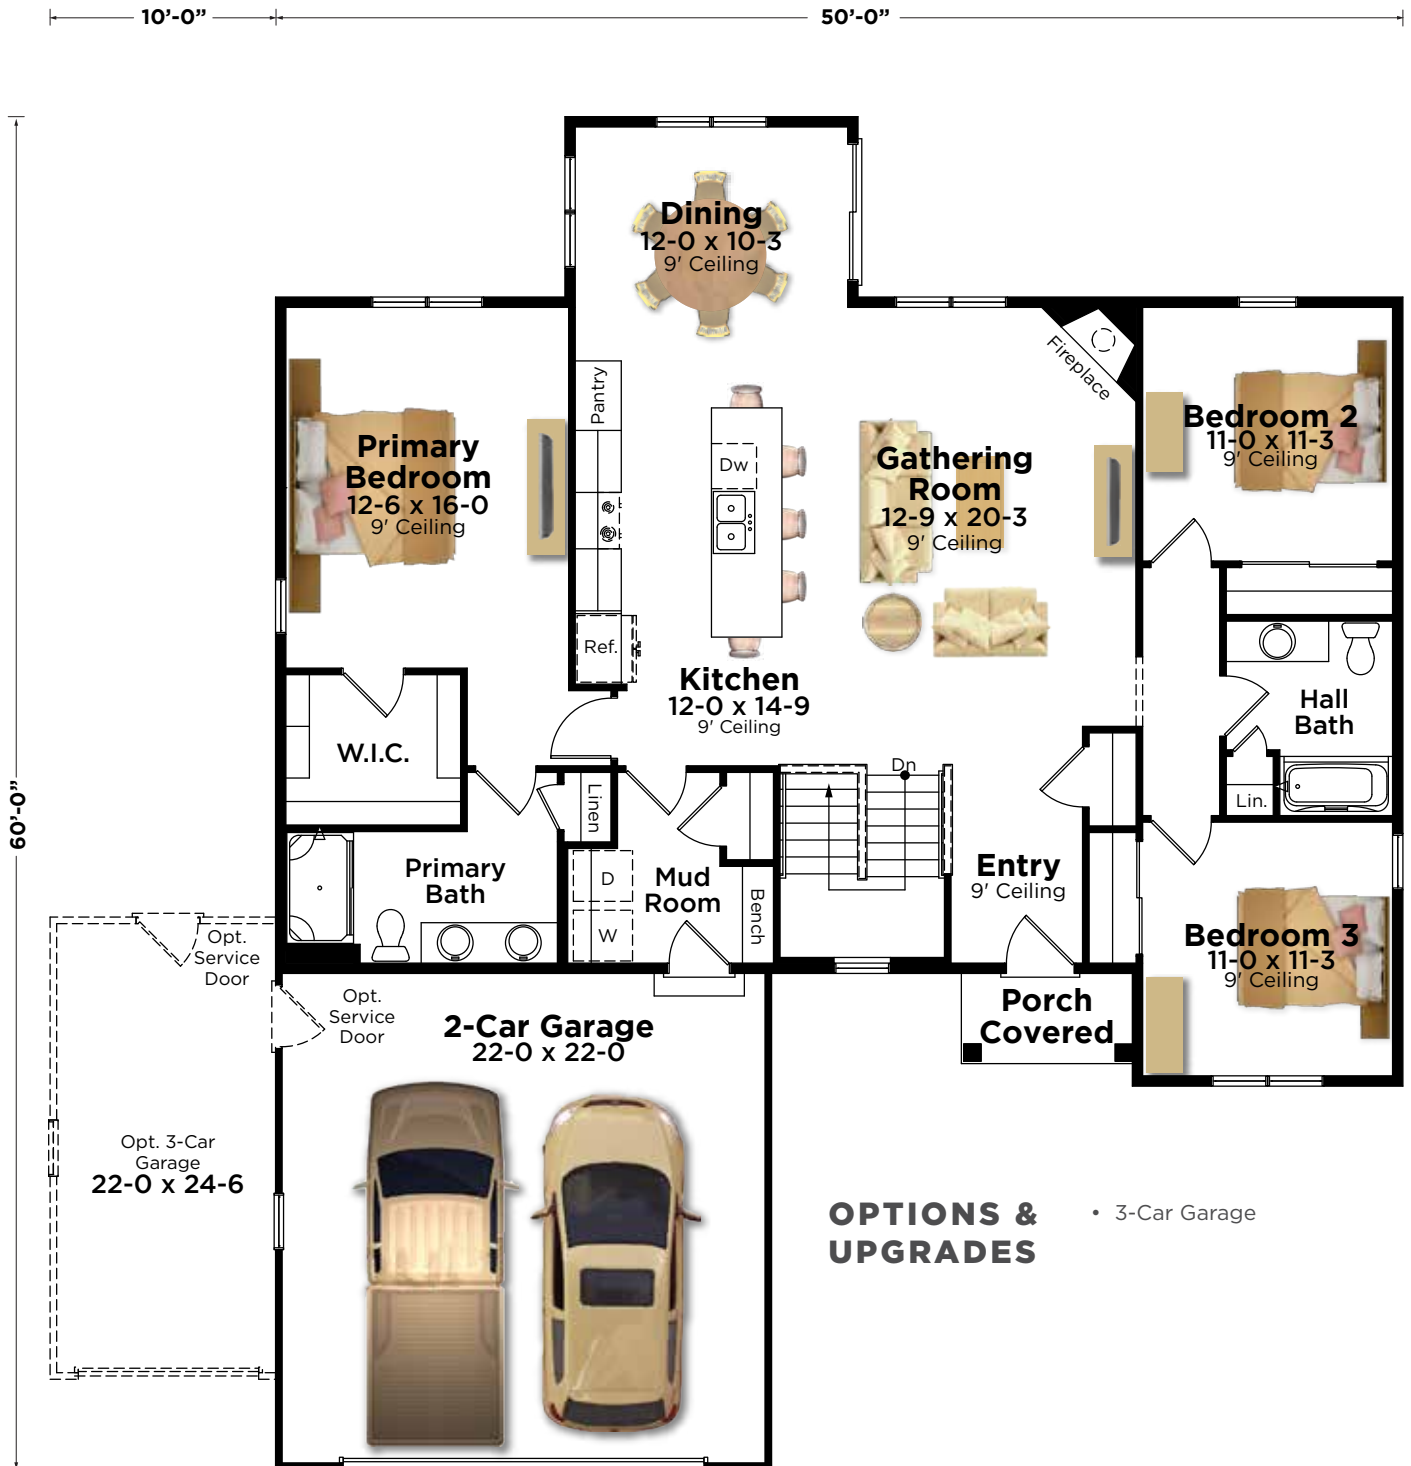 10'-0”
50'-0”
60'-0”
Dining
12-0 x 10-3
9' Ceiling
Fireplace
Pantry
Primary
Bedroom
12-6 x 16-0
9' Ceiling
Dw
Gathering
Room
12-9 x 20-3
9' Ceiling
Bedroom 2
11-0 x 11-3
9' Ceiling
Ref.
Kitchen
12-0 x 14-9
9' Ceiling
Hall
Bath
W.I.C.
Dn
Linen
Lin.
Primary
Bath
D
W
Mud
Room
Bench
Entry
9' Ceiling
Bedroom 3
11-0 x 11-3
9' Ceiling
Opt.
Service
Door
Opt.
Service
Door
2-Car Garage
22-0 x 22-0
Porch
Covered
Opt. 3-Car
Garage
22-0 x 24-6
OPTIONS &
UPGRADES
• 3-Car Garage